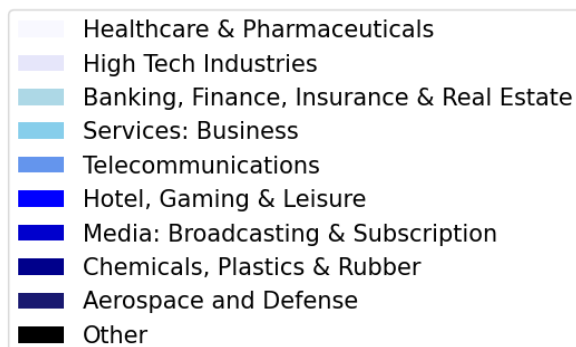 Healthcare & Pharmaceuticals
High Tech Industries
Banking, Finance, Insurance & Real Estate
Services: Business
Telecommunications
Hotel, Gaming & Leisure
Media: Broadcasting & Subscription
Chemicals, Plastics & Rubber
Aerospace and Defense
Other